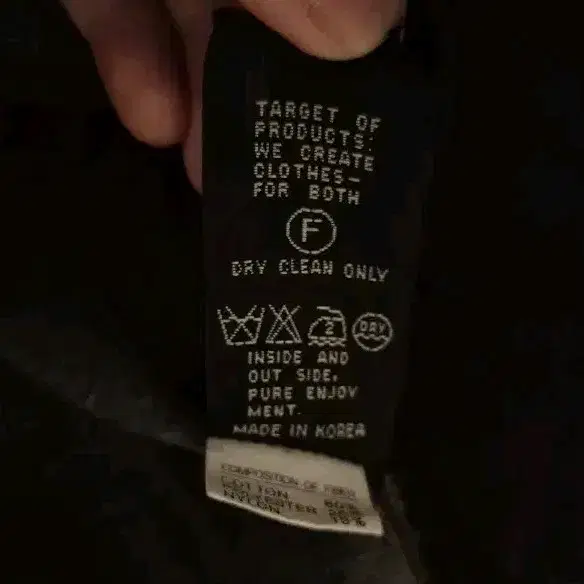 TARGET OF
PRODUCTS.
WE CREATE
CLOTHES—
FOR BOTH
F
DRY CLEAN ONLY
2 DRY
INSIDE AND
OUT SIDE.
PURE ENJOY
MENT.
MADE IN KOREA
COMPOSITION OF FIBER
COTTON
POLYESTER
NYLON